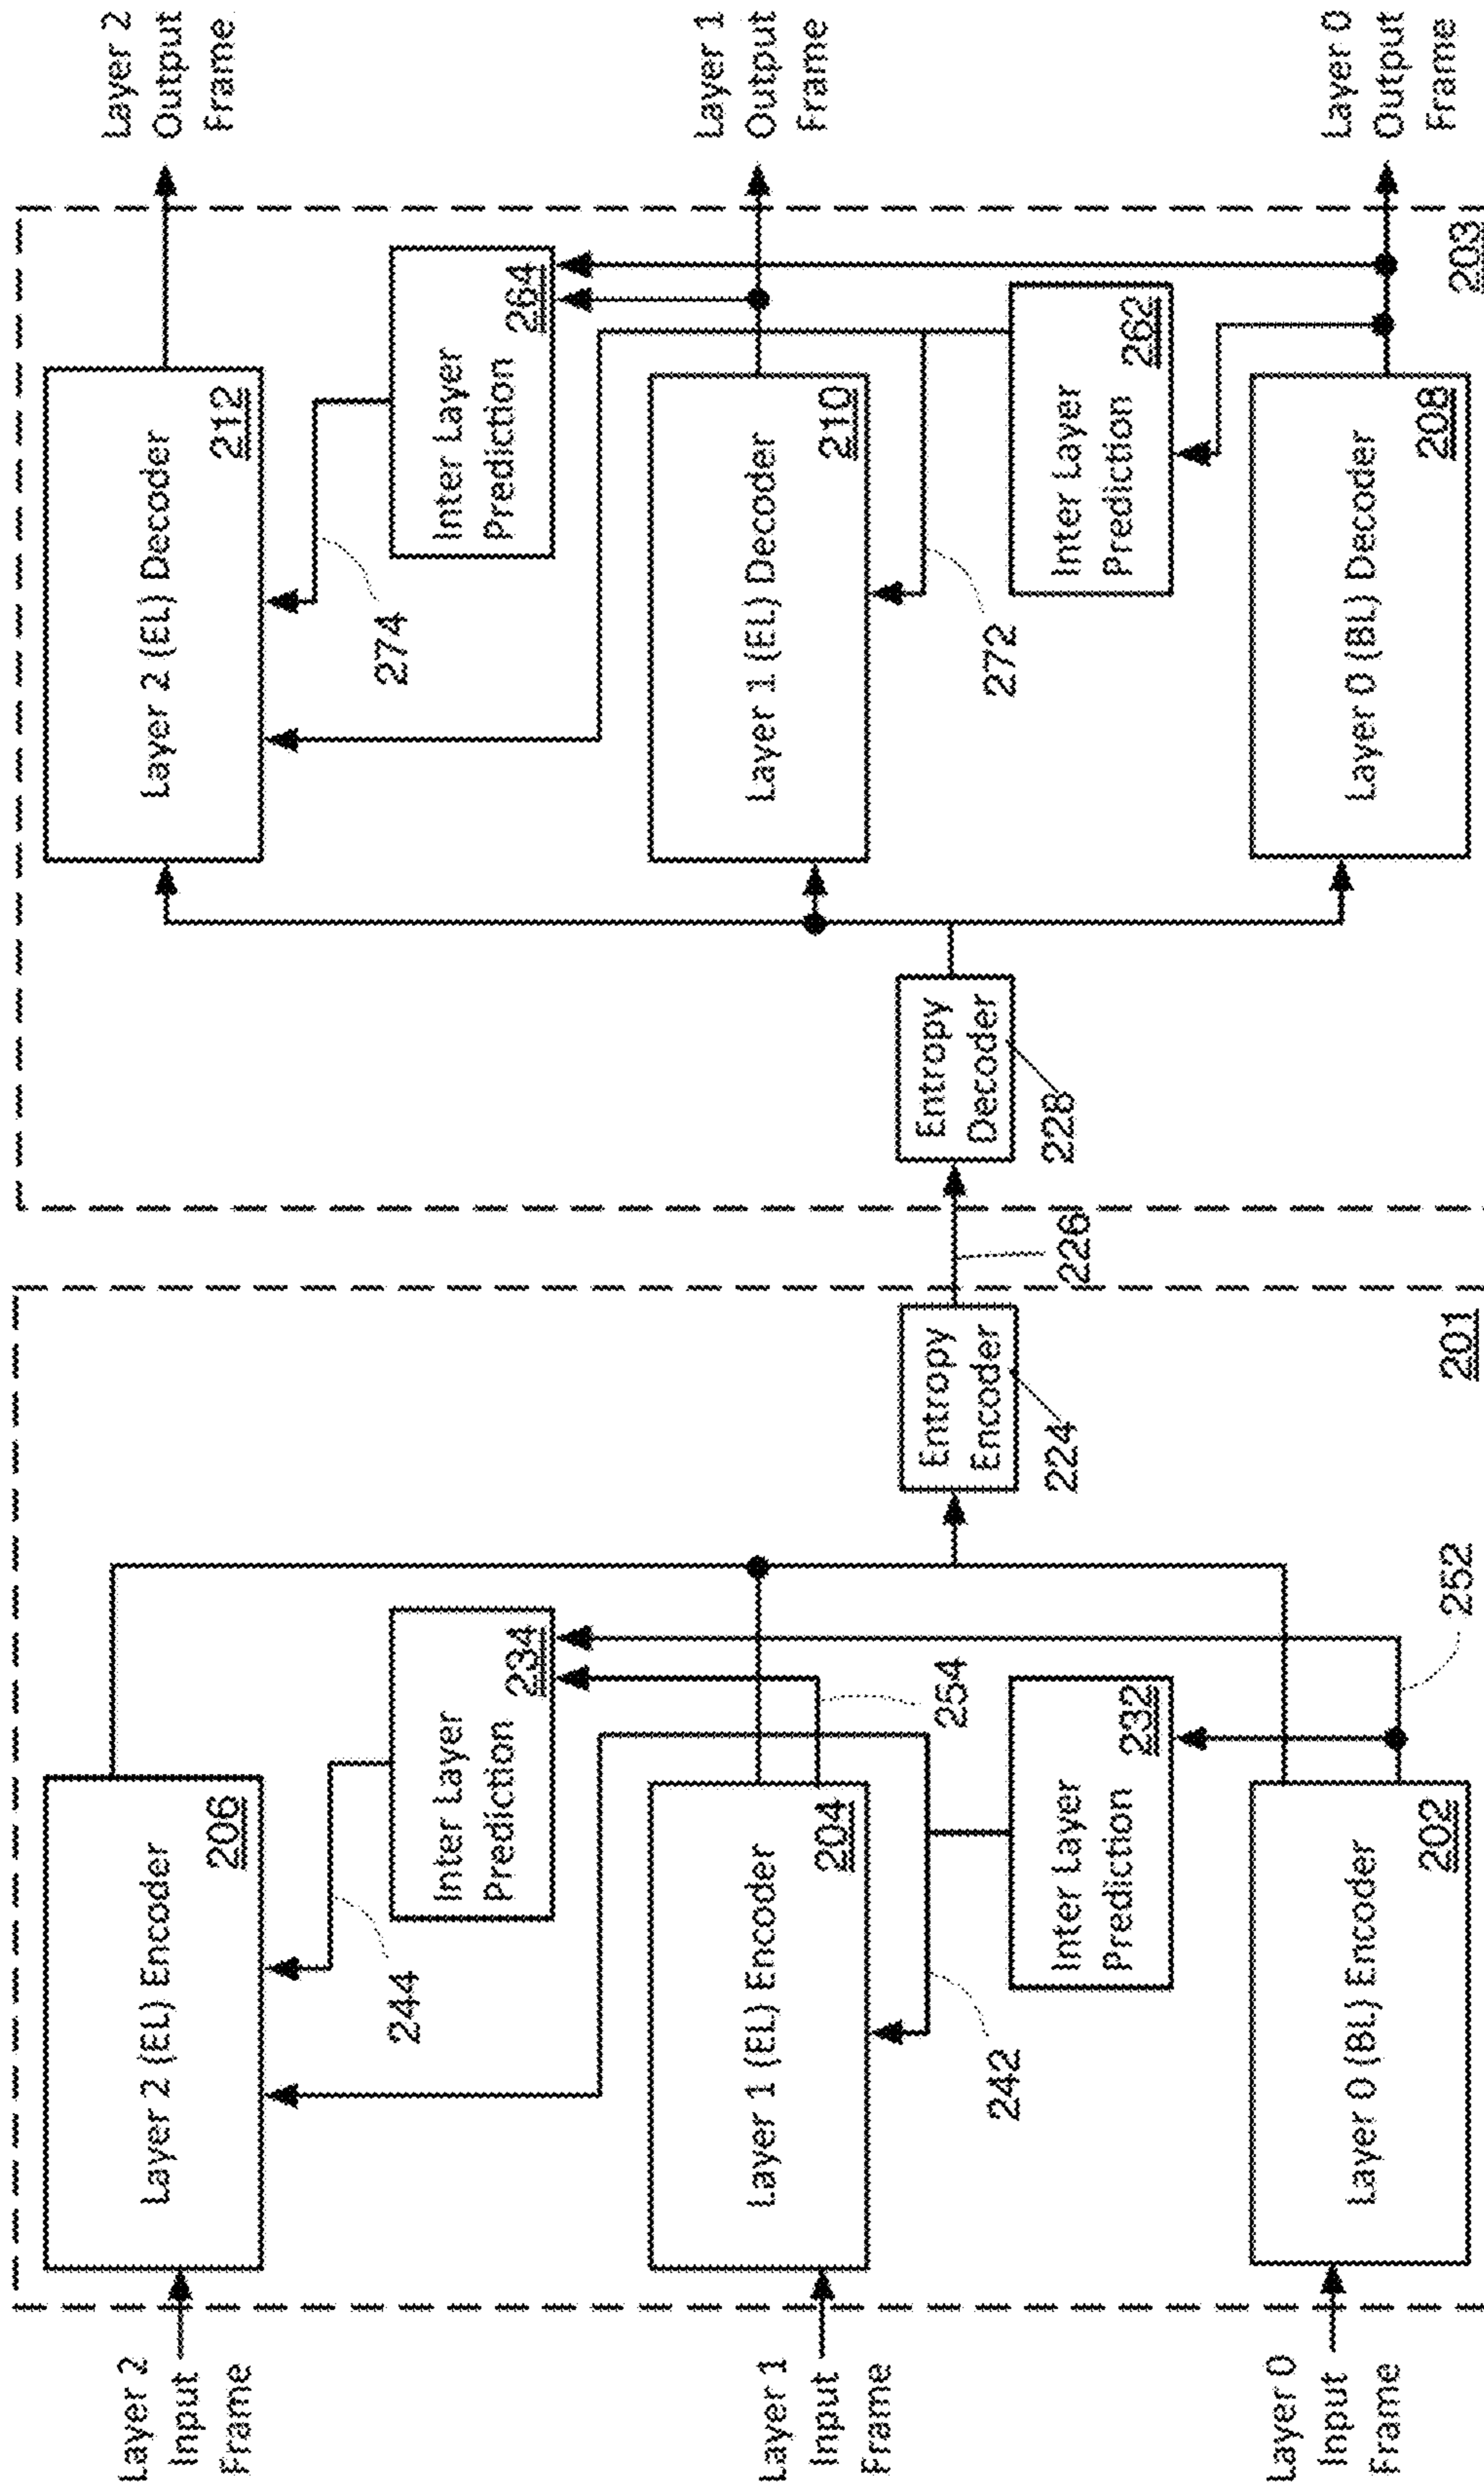 Layer 2
Input
Frame
Layer 2 (EL) Encoder
206
244
Inter Layer
Prediction
234
Layer 1
Input
Frame
Layer 1 (EL) Encoder
204
254
242
Inter Layer
Prediction
232
Layer 0
Input
Frame
Layer 0 (BL) Encoder
202
252
Entropy
Encoder
224
201
226
Entropy
Decoder
228
Layer 2 (EL) Decoder
212
274
Inter Layer
Prediction
264
Layer 2
Output
Frame
Layer 1 (EL) Decoder
210
272
Inter Layer
Prediction
262
Layer 1
Output
Frame
Layer 0 (BL) Decoder
208
203
Layer 0
Output
Frame